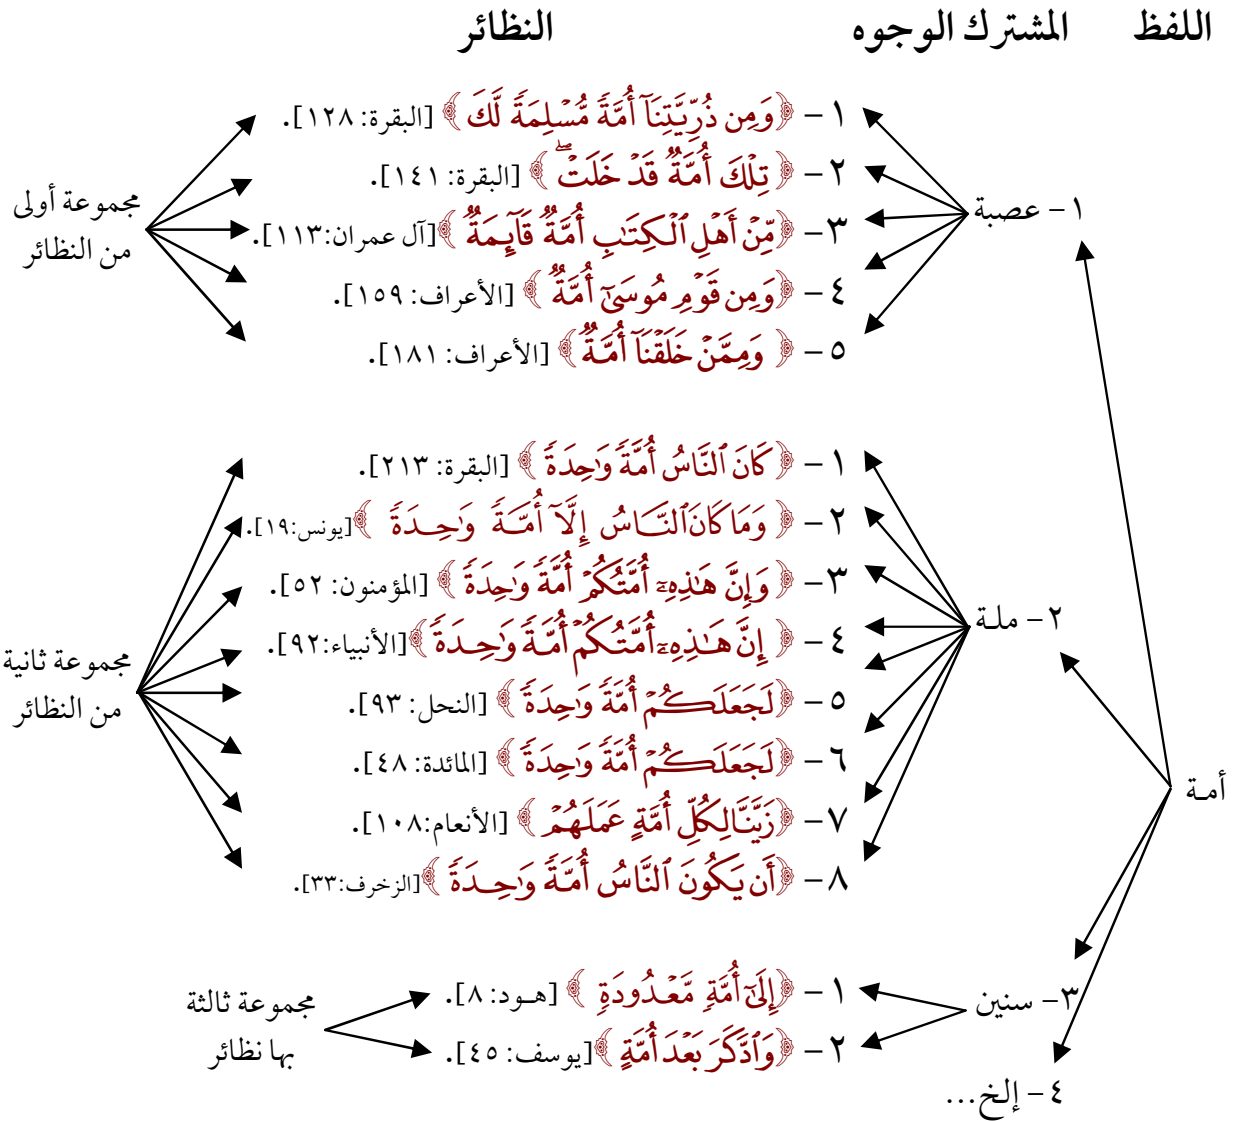 اللفظ المشترك الوجوه النظائر
١ - ﴿وَمِن ذُرِّيَّتِنَآ أُمَّةٗ مُّسۡلِمَةٗ لَّكَ﴾ [البقرة: ١٢٨].
٢ - ﴿تِلۡكَ أُمَّةٞ قَدۡ خَلَتۡۖ﴾ [البقرة: ١٤١].
٣ - ﴿مِّنۡ أَهۡلِ ٱلۡكِتَٰبِ أُمَّةٞ قَآئِمَةٞ﴾ [آل عمران: ١١٣].
٤ - ﴿وَمِن قَوۡمِ مُوسَىٰٓ أُمَّةٞ﴾ [الأعراف: ١٥٩].
٥ - ﴿وَمِمَّنۡ خَلَقۡنَآ أُمَّةٞ﴾ [الأعراف: ١٨١].
١ - عصبة
مجموعة أولى
من النظائر
١ - ﴿كَانَ ٱلنَّاسُ أُمَّةٗ وَٰحِدَةٗ﴾ [البقرة: ٢١٣].
٢ - ﴿وَمَا كَانَ ٱلنَّاسُ إِلَّآ أُمَّةٗ وَٰحِدَةٗ﴾ [يونس: ١٩].
٣ - ﴿وَإِنَّ هَٰذِهِۦٓ أُمَّتُكُمۡ أُمَّةٗ وَٰحِدَةٗ﴾ [المؤمنون: ٥٢].
٤ - ﴿إِنَّ هَٰذِهِۦٓ أُمَّتُكُمۡ أُمَّةٗ وَٰحِدَةٗ﴾ [الأنبياء: ٩٢].
٥ - ﴿لَجَعَلَكُمۡ أُمَّةٗ وَٰحِدَةٗ﴾ [النحل: ٩٣].
٦ - ﴿لَجَعَلَكُمۡ أُمَّةٗ وَٰحِدَةٗ﴾ [المائدة: ٤٨].
٧ - ﴿زَيَّنَّا لِكُلِّ أُمَّةٍ عَمَلَهُمۡ﴾ [الأنعام: ١٠٨].
٨ - ﴿أَن يَكُونَ ٱلنَّاسُ أُمَّةٗ وَٰحِدَةٗ﴾ [الزخرف: ٣٣].
٢ - ملة
مجموعة ثانية
من النظائر
أمة
١ - ﴿إِلَىٰٓ أُمَّةٖ مَّعۡدُودَةٖ﴾ [هود: ٨].
٢ - ﴿وَٱدَّكَرَ بَعۡدَ أُمَّةٍ﴾ [يوسف: ٤٥].
٣ - سنين
مجموعة ثالثة
بها نظائر
٤ - إلخ...